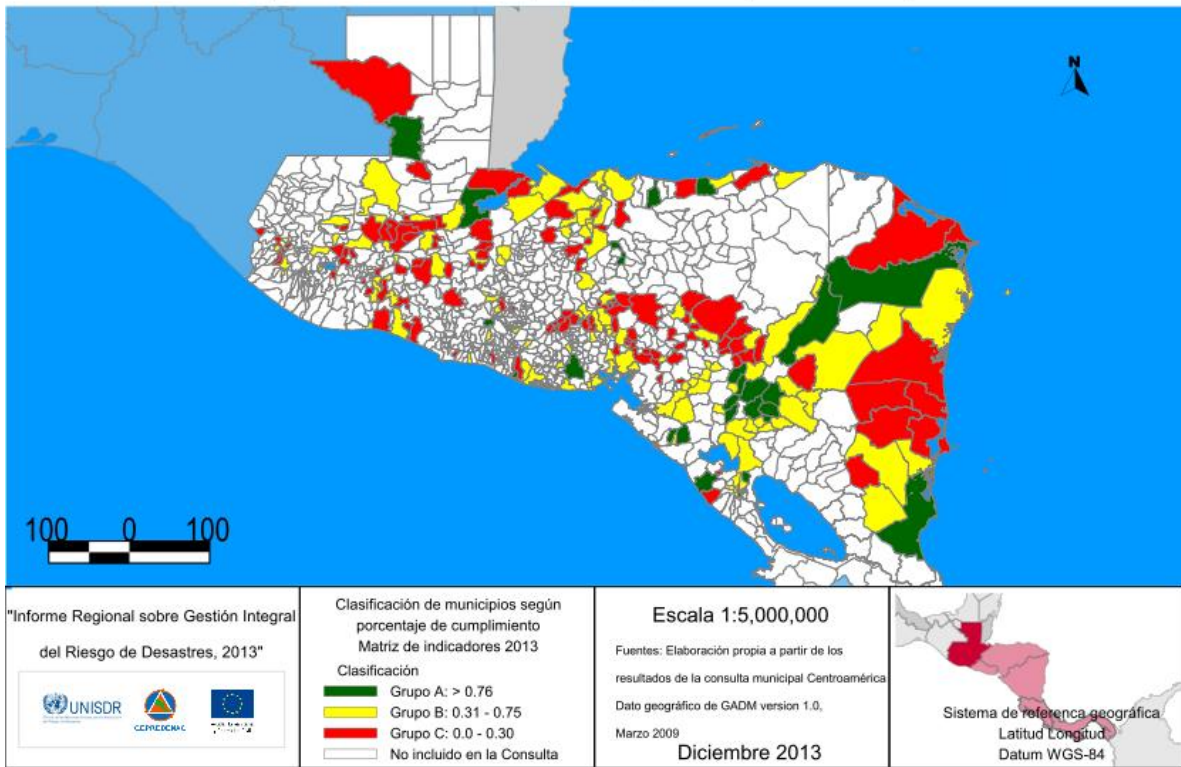 N
100 0 100
"Informe Regional sobre Gestión Integral
del Riesgo de Desastres, 2013"
UNISDR
CEPREDENAC
Clasificación de municipios según
porcentaje de cumplimiento
Matriz de indicadores 2013
Clasificación
Grupo A: > 0.76
Grupo B: 0.31 - 0.75
Grupo C: 0.0 - 0.30
No incluido en la Consulta
Escala 1:5,000,000
Fuentes: Elaboración propia a partir de los
resultados de la consulta municipal Centroamérica
Dato geográfico de GADM version 1.0,
Marzo 2009
Diciembre 2013
Sistema de referenca geográfica
Latitud Longitud
Datum WGS-84